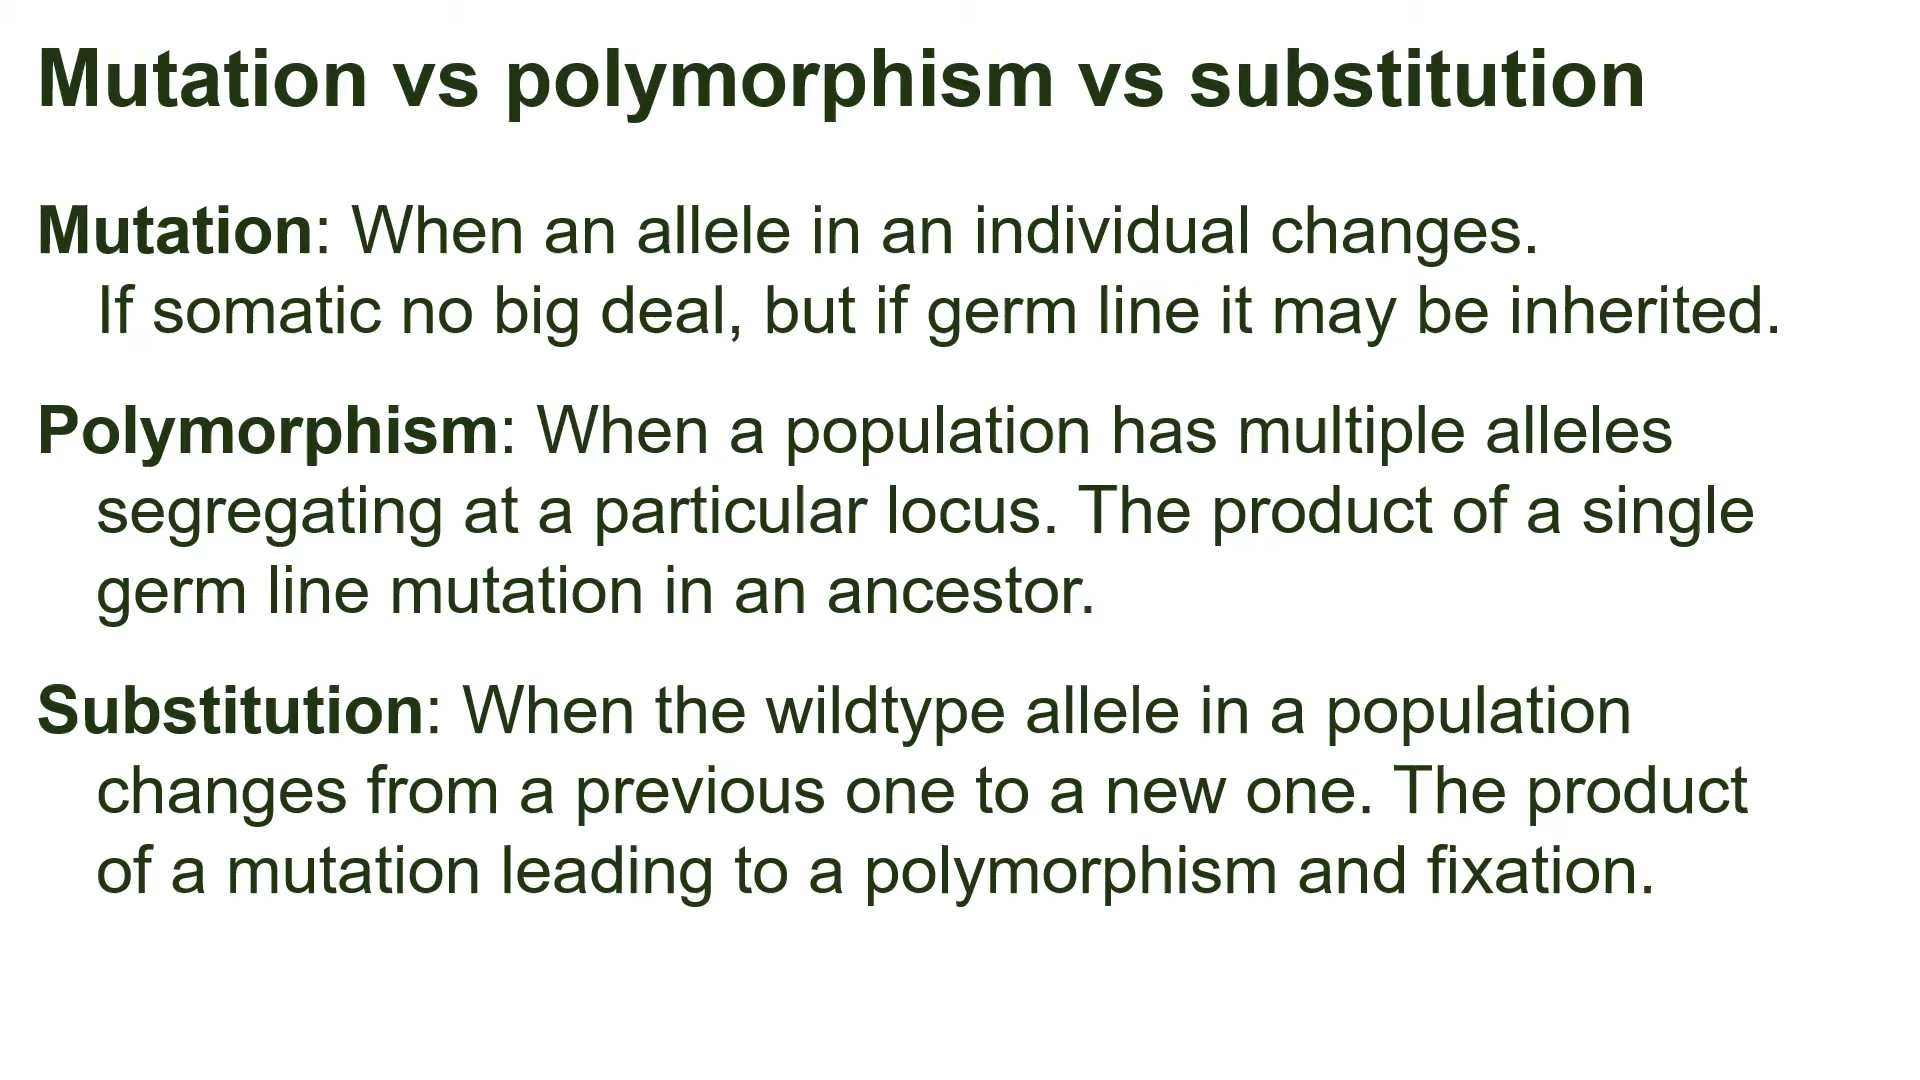 Mutation vs polymorphism vs substitution
Mutation: When an allele in an individual changes.
If somatic no big deal, but if germ line it may be inherited.
Polymorphism: When a population has multiple alleles
segregating at a particular locus. The product of a single
germ line mutation in an ancestor.
Substitution: When the wildtype allele in a population
changes from a previous one to a new one. The product
of a mutation leading to a polymorphism and fixation.